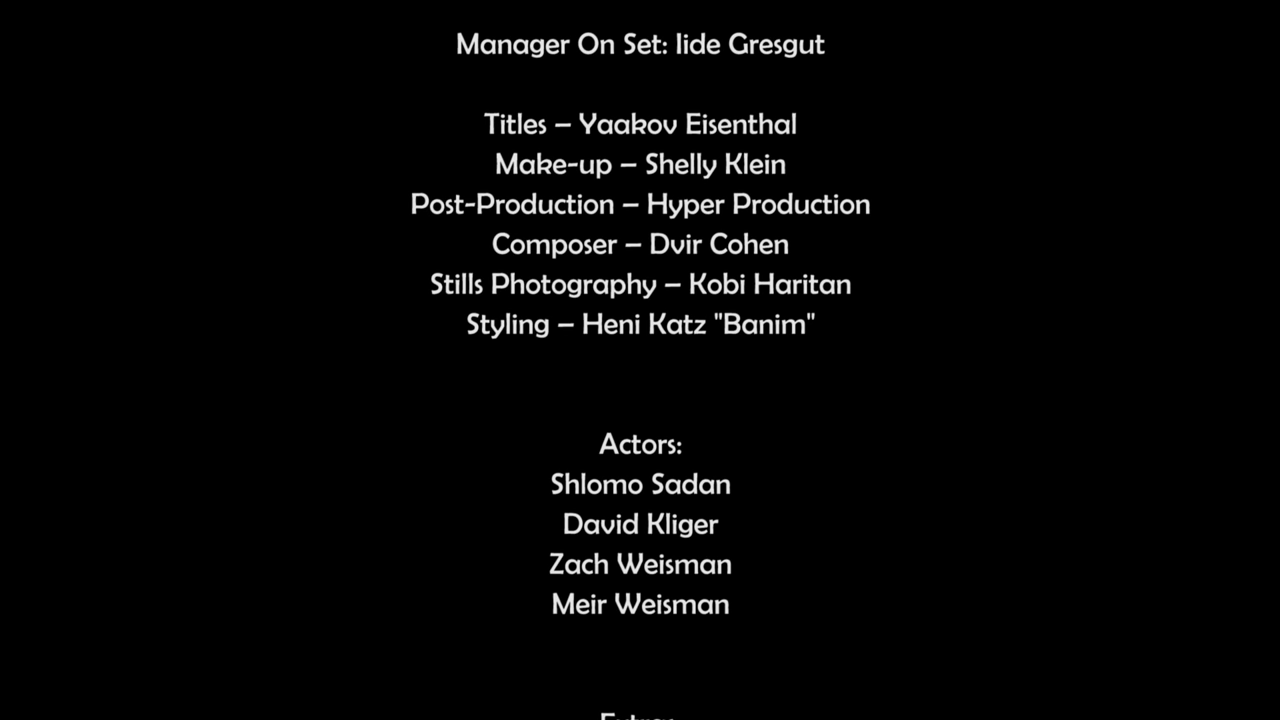 Manager On Set: Iide Gresgut
Titles – Yaakov Eisenthal
Make-up – Shelly Klein
Post-Production – Hyper Production
Composer – Dvir Cohen
Stills Photography – Kobi Haritan
Styling – Heni Katz "Banim"
Actors:
Shlomo Sadan
David Kliger
Zach Weisman
Meir Weisman